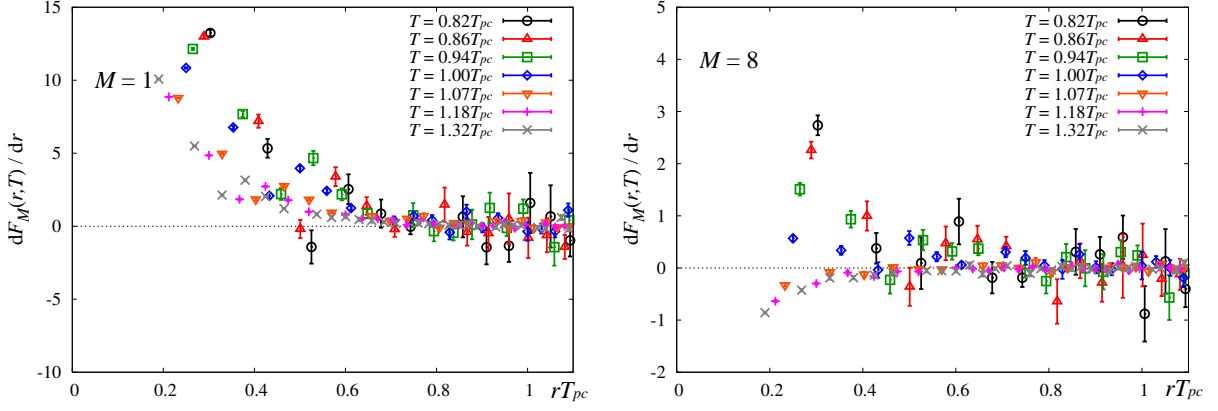 15
10
5
0
-5
-10
0
0.2
0.4
0.6
0.8
1
rT_pc
dF_M(r,T) / dr
M = 1
T = 0.82T_pc
T = 0.86T_pc
T = 0.94T_pc
T = 1.00T_pc
T = 1.07T_pc
T = 1.18T_pc
T = 1.32T_pc
5
4
3
2
1
0
-1
-2
0
0.2
0.4
0.6
0.8
1
rT_pc
dF_M(r,T) / dr
M = 8
T = 0.82T_pc
T = 0.86T_pc
T = 0.94T_pc
T = 1.00T_pc
T = 1.07T_pc
T = 1.18T_pc
T = 1.32T_pc